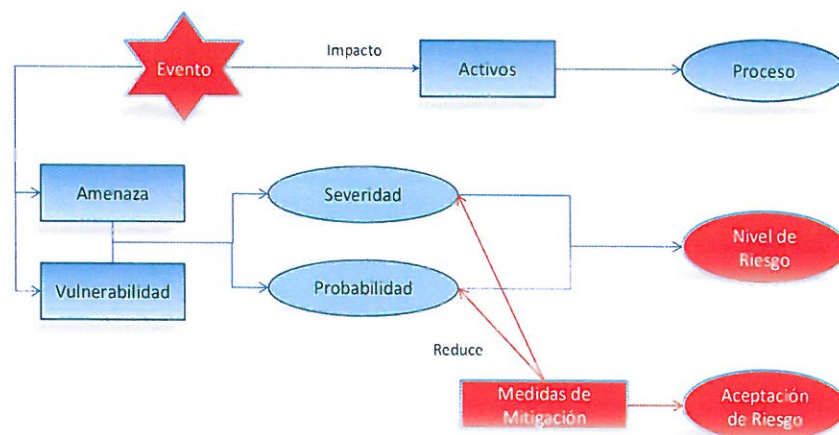 Impacto
Evento
Activos
Proceso
Amenaza
Severidad
Nivel de
Riesgo
Vulnerabilidad
Probabilidad
Reduce
Medidas de
Mitigación
Aceptación
de Riesgo